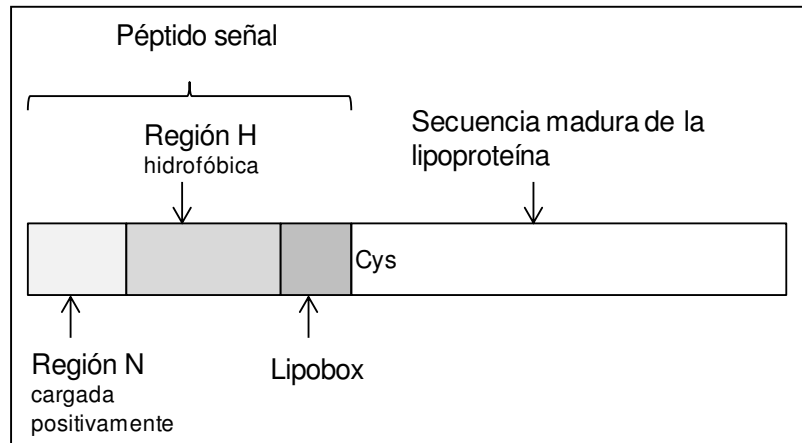 Péptido señal
Región H
hidrofóbica
Secuencia madura de la
lipoproteína
Cys
Región N
cargada
positivamente
Lipobox